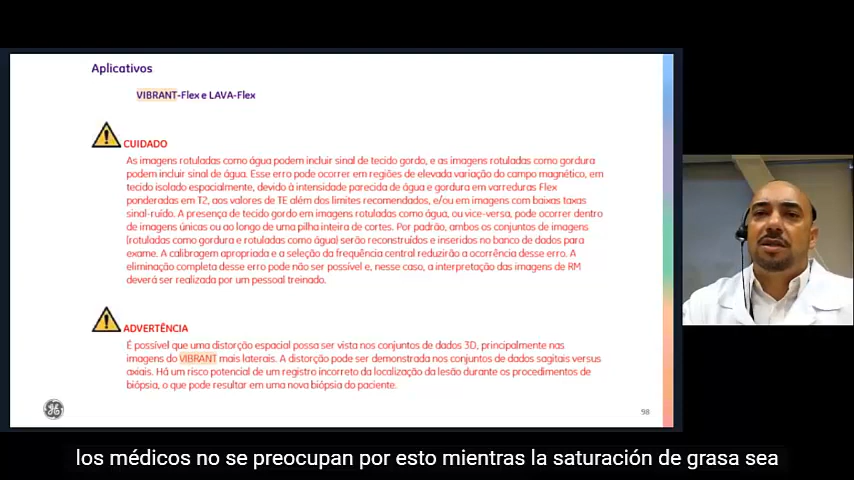 Aplicativos
VIBRANT-Flex e LAVA-Flex
CUIDADO
As imagens rotuladas como água podem incluir sinal de tecido gordo, e as imagens rotuladas como gordura
podem incluir sinal de água. Esse erro pode ocorrer em regiões de elevada variação do campo magnético, em
tecido isolado espacialmente, devido à intensidade parecida de água e gordura em varreduras Flex
ponderadas em T2, aos valores de TE além dos limites recomendados, e/ou em imagens com baixas taxas
sinal-ruído. A presença de tecido gordo em imagens rotuladas como água, ou vice-versa, pode ocorrer dentro
de imagens únicas ou ao longo de uma pilha inteira de cortes. Por padrão, ambos os conjuntos de imagens
(rotuladas como gordura e rotuladas como água) serão reconstruídos e inseridos no banco de dados para
exame. A calibragem apropriada e a seleção da frequência central reduzirão a ocorrência desse erro. A
eliminação completa desse erro pode não ser possível e, nesse caso, a interpretação das imagens de RM
deverá ser realizada por um pessoal treinado.
ADVERTÊNCIA
É possível que uma distorção espacial possa ser vista nos conjuntos de dados 3D, principalmente nas
imagens do VIBRANT mais laterais. A distorção pode ser demonstrada nos conjuntos de dados sagitais versus
axiais. Há um risco potencial de um registro incorreto da localização da lesão durante os procedimentos de
biópsia, o que pode resultar em uma nova biópsia do paciente.
98
los médicos no se preocupan por esto mientras la saturación de grasa sea